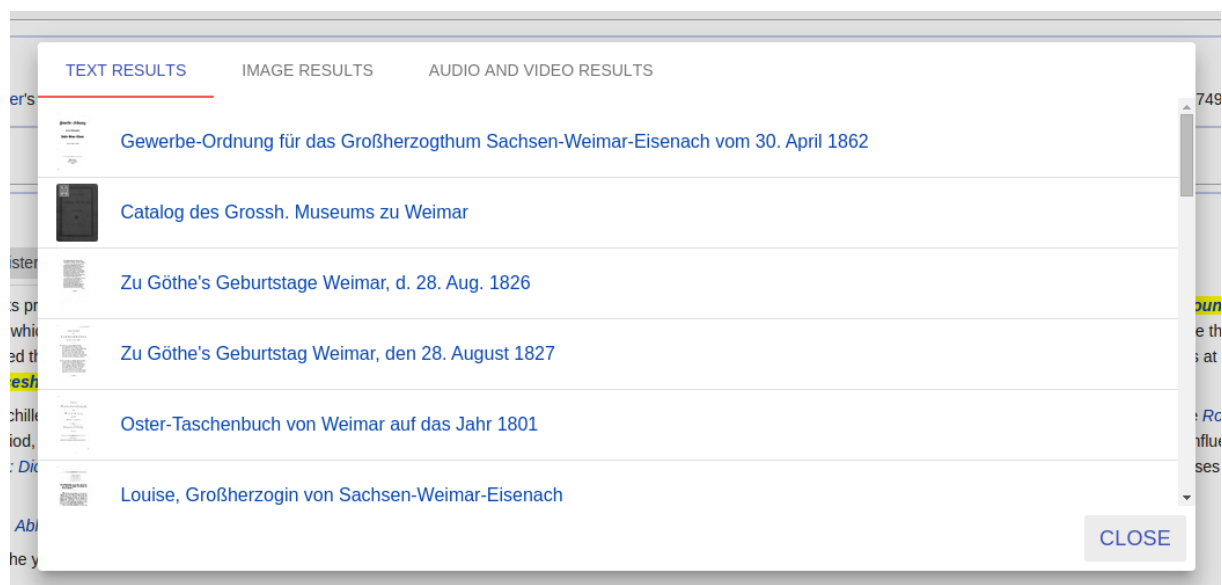 TEXT RESULTS IMAGE RESULTS AUDIO AND VIDEO RESULTS
er's
749
Gewerbe-Ordnung für das Großherzogthum Sachsen-Weimar-Eisenach vom 30. April 1862
Catalog des Grossh. Museums zu Weimar
Zu Göthe's Geburtstage Weimar, d. 28. Aug. 1826
Zu Göthe's Geburtstag Weimar, den 28. August 1827
Oster-Taschenbuch von Weimar auf das Jahr 1801
Louise, Großherzogin von Sachsen-Weimar-Eisenach
CLOSE